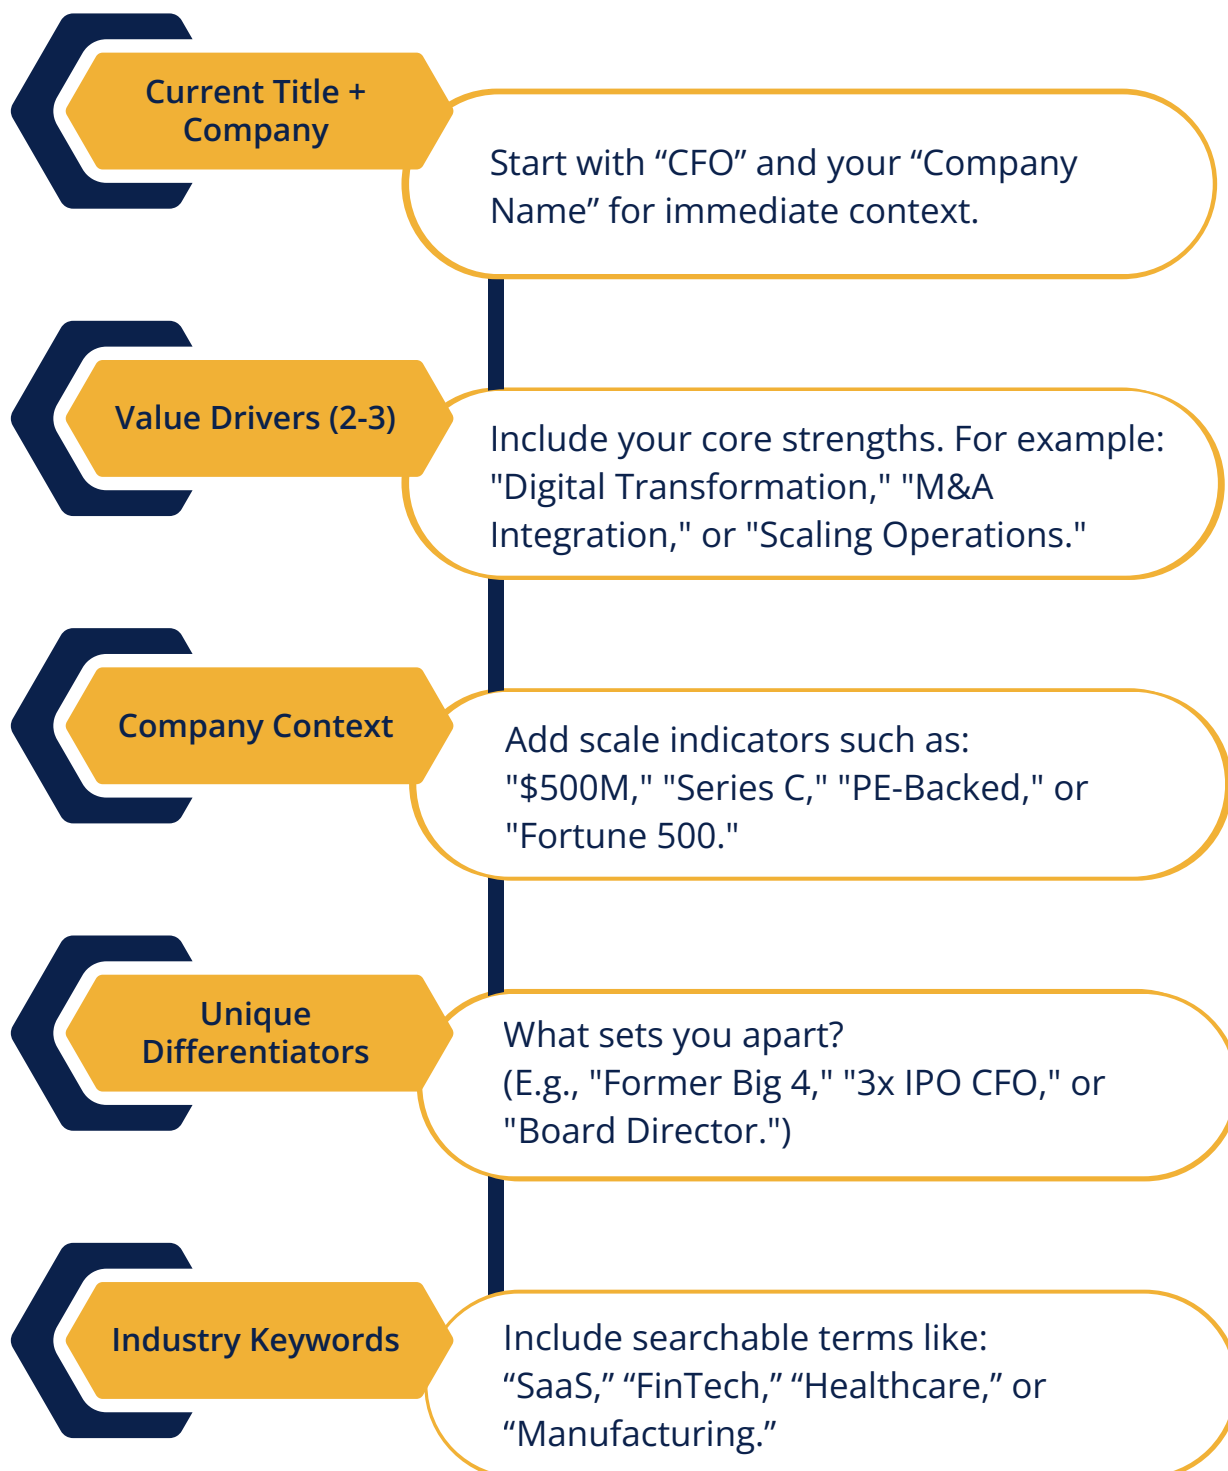 Current Title +
Company
Start with “CFO” and your “Company
Name” for immediate context.
Value Drivers (2-3)
Include your core strengths. For example:
"Digital Transformation," "M&A
Integration," or "Scaling Operations."
Company Context
Add scale indicators such as:
"$500M," "Series C," "PE-Backed," or
"Fortune 500."
Unique
Differentiators
What sets you apart?
(E.g., "Former Big 4," "3x IPO CFO," or
"Board Director.")
Industry Keywords
Include searchable terms like:
“SaaS,” “FinTech,” “Healthcare,” or
“Manufacturing.”